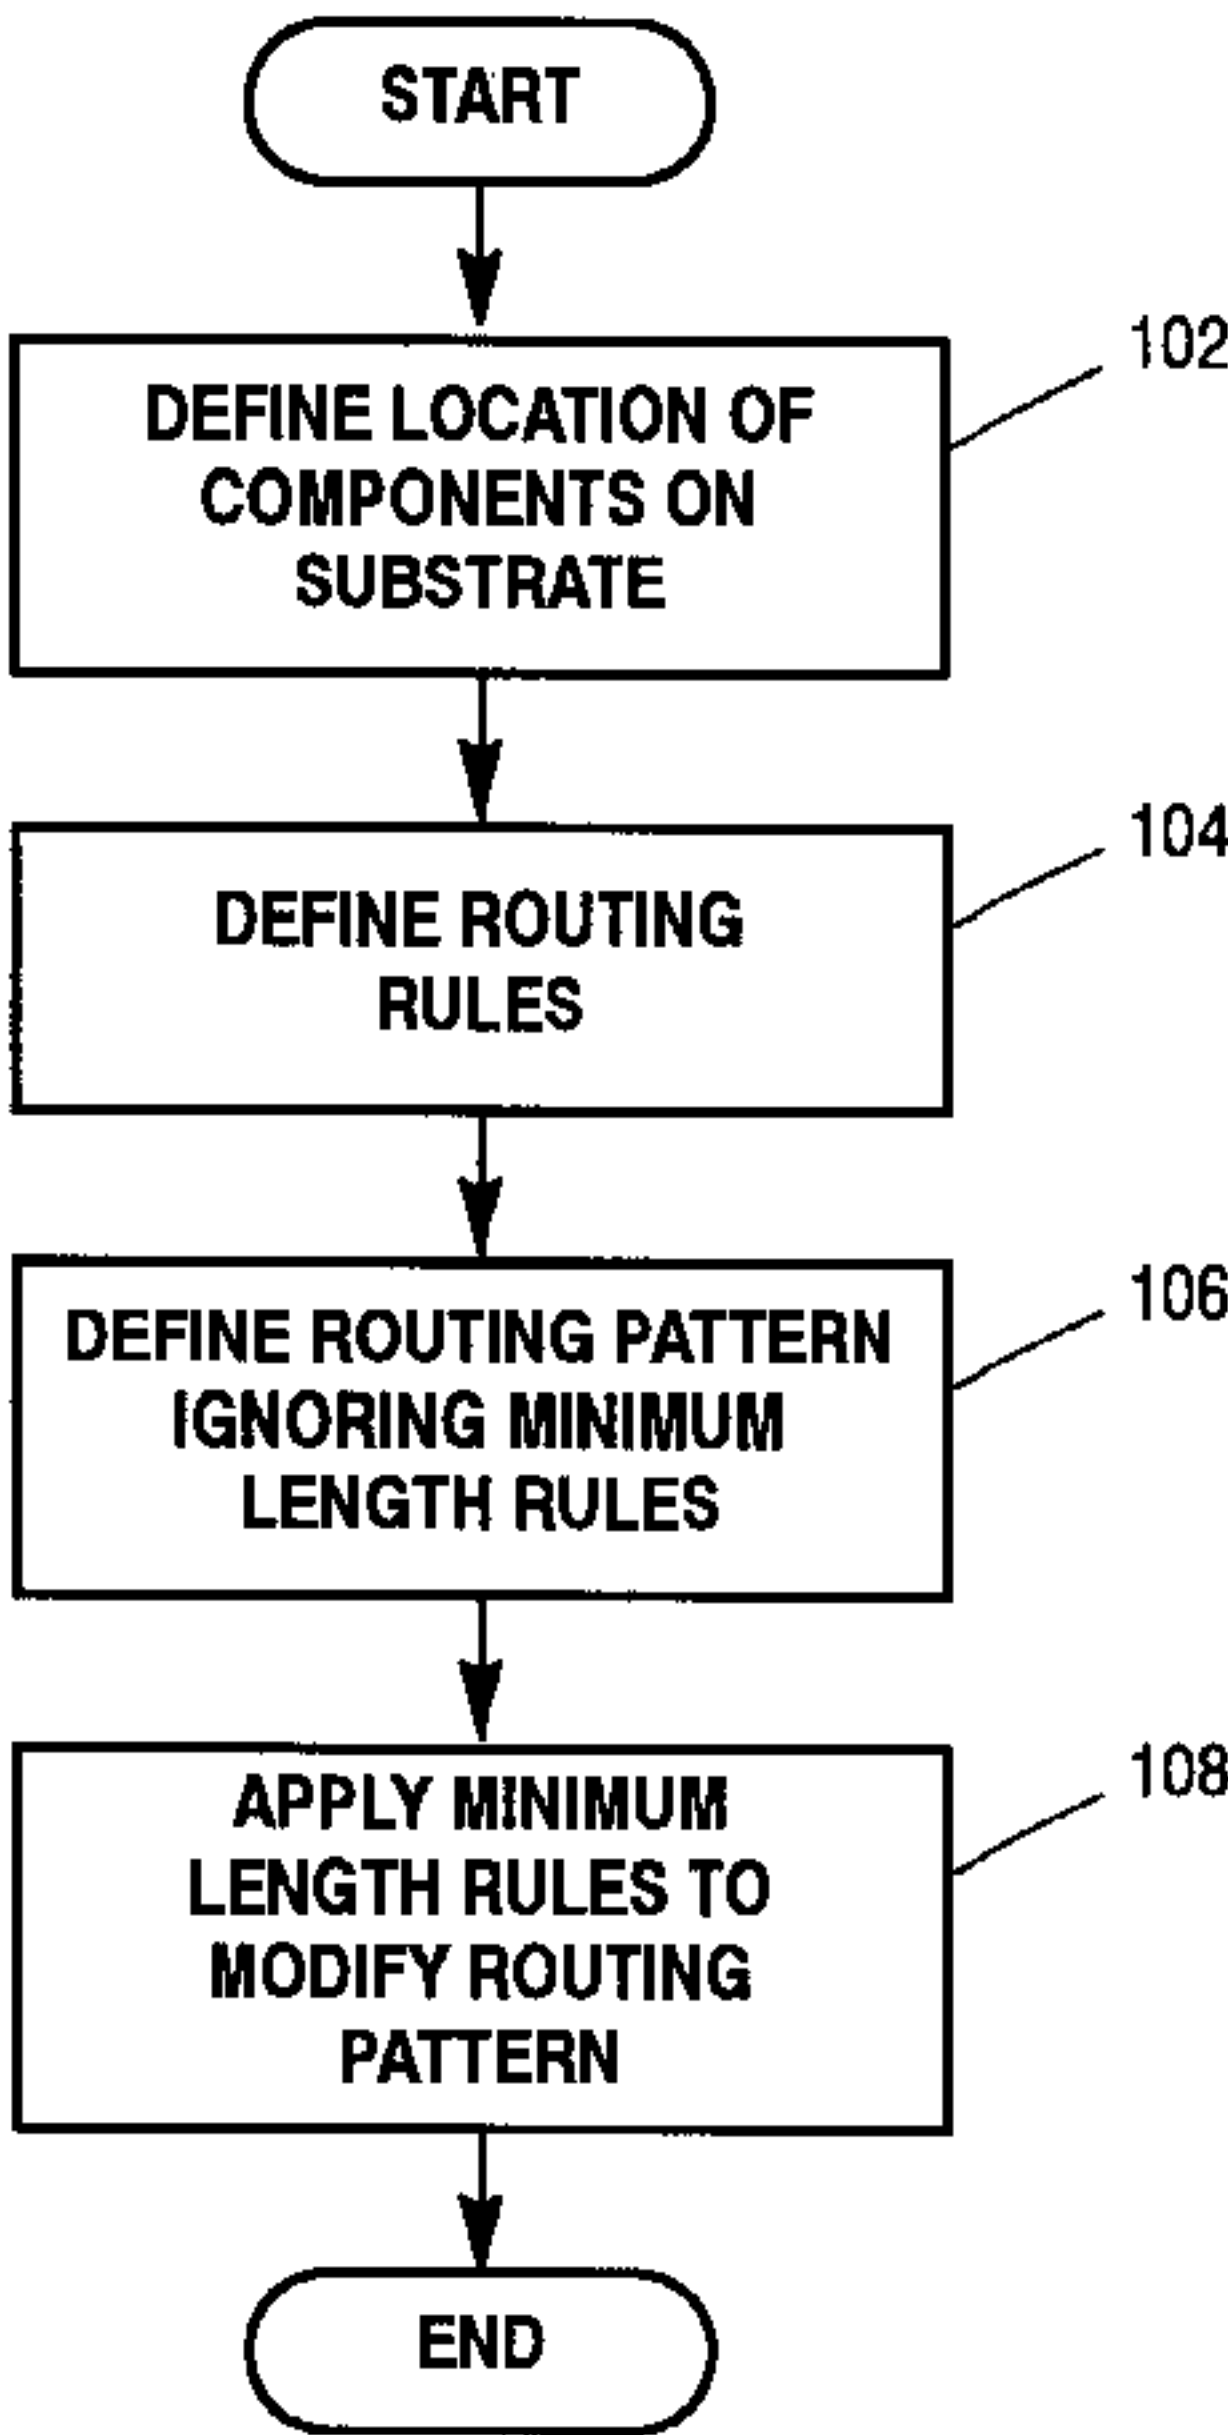 START
102
DEFINE LOCATION OF
COMPONENTS ON
SUBSTRATE
104
DEFINE ROUTING
RULES
106
DEFINE ROUTING PATTERN
IGNORING MINIMUM
LENGTH RULES
108
APPLY MINIMUM
LENGTH RULES TO
MODIFY ROUTING
PATTERN
END